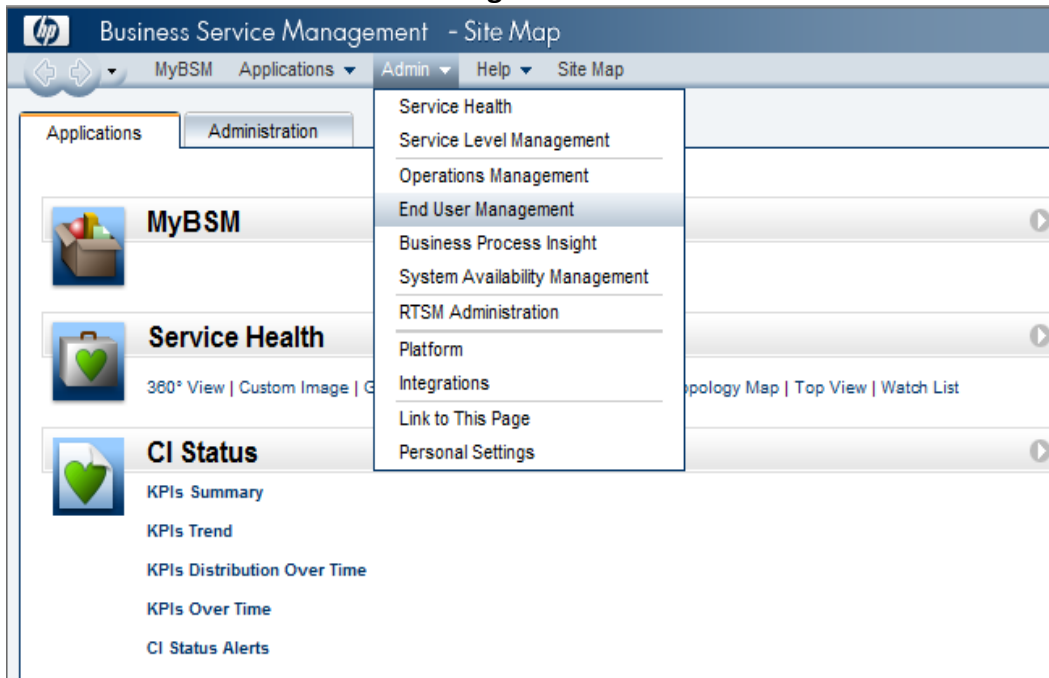 hp Business Service Management - Site Map
MyBSM Applications Admin Help Site Map
Applications Administration
Service Health
Service Level Management
Operations Management
End User Management
Business Process Insight
System Availability Management
RTSM Administration
Platform
Integrations
Link to This Page
Personal Settings
MyBSM
Service Health
360° View | Custom Image | Map | Top View | Watch List
CI Status
KPIs Summary
KPIs Trend
KPIs Distribution Over Time
KPIs Over Time
CI Status Alerts